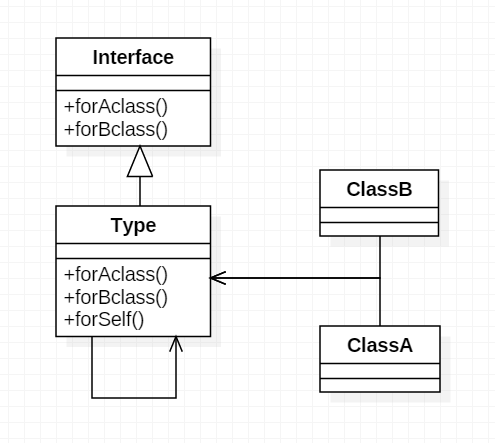 Interface
+forAclass()
+forBclass()
Type
+forAclass()
+forBclass()
+forSelf()
ClassB
ClassA